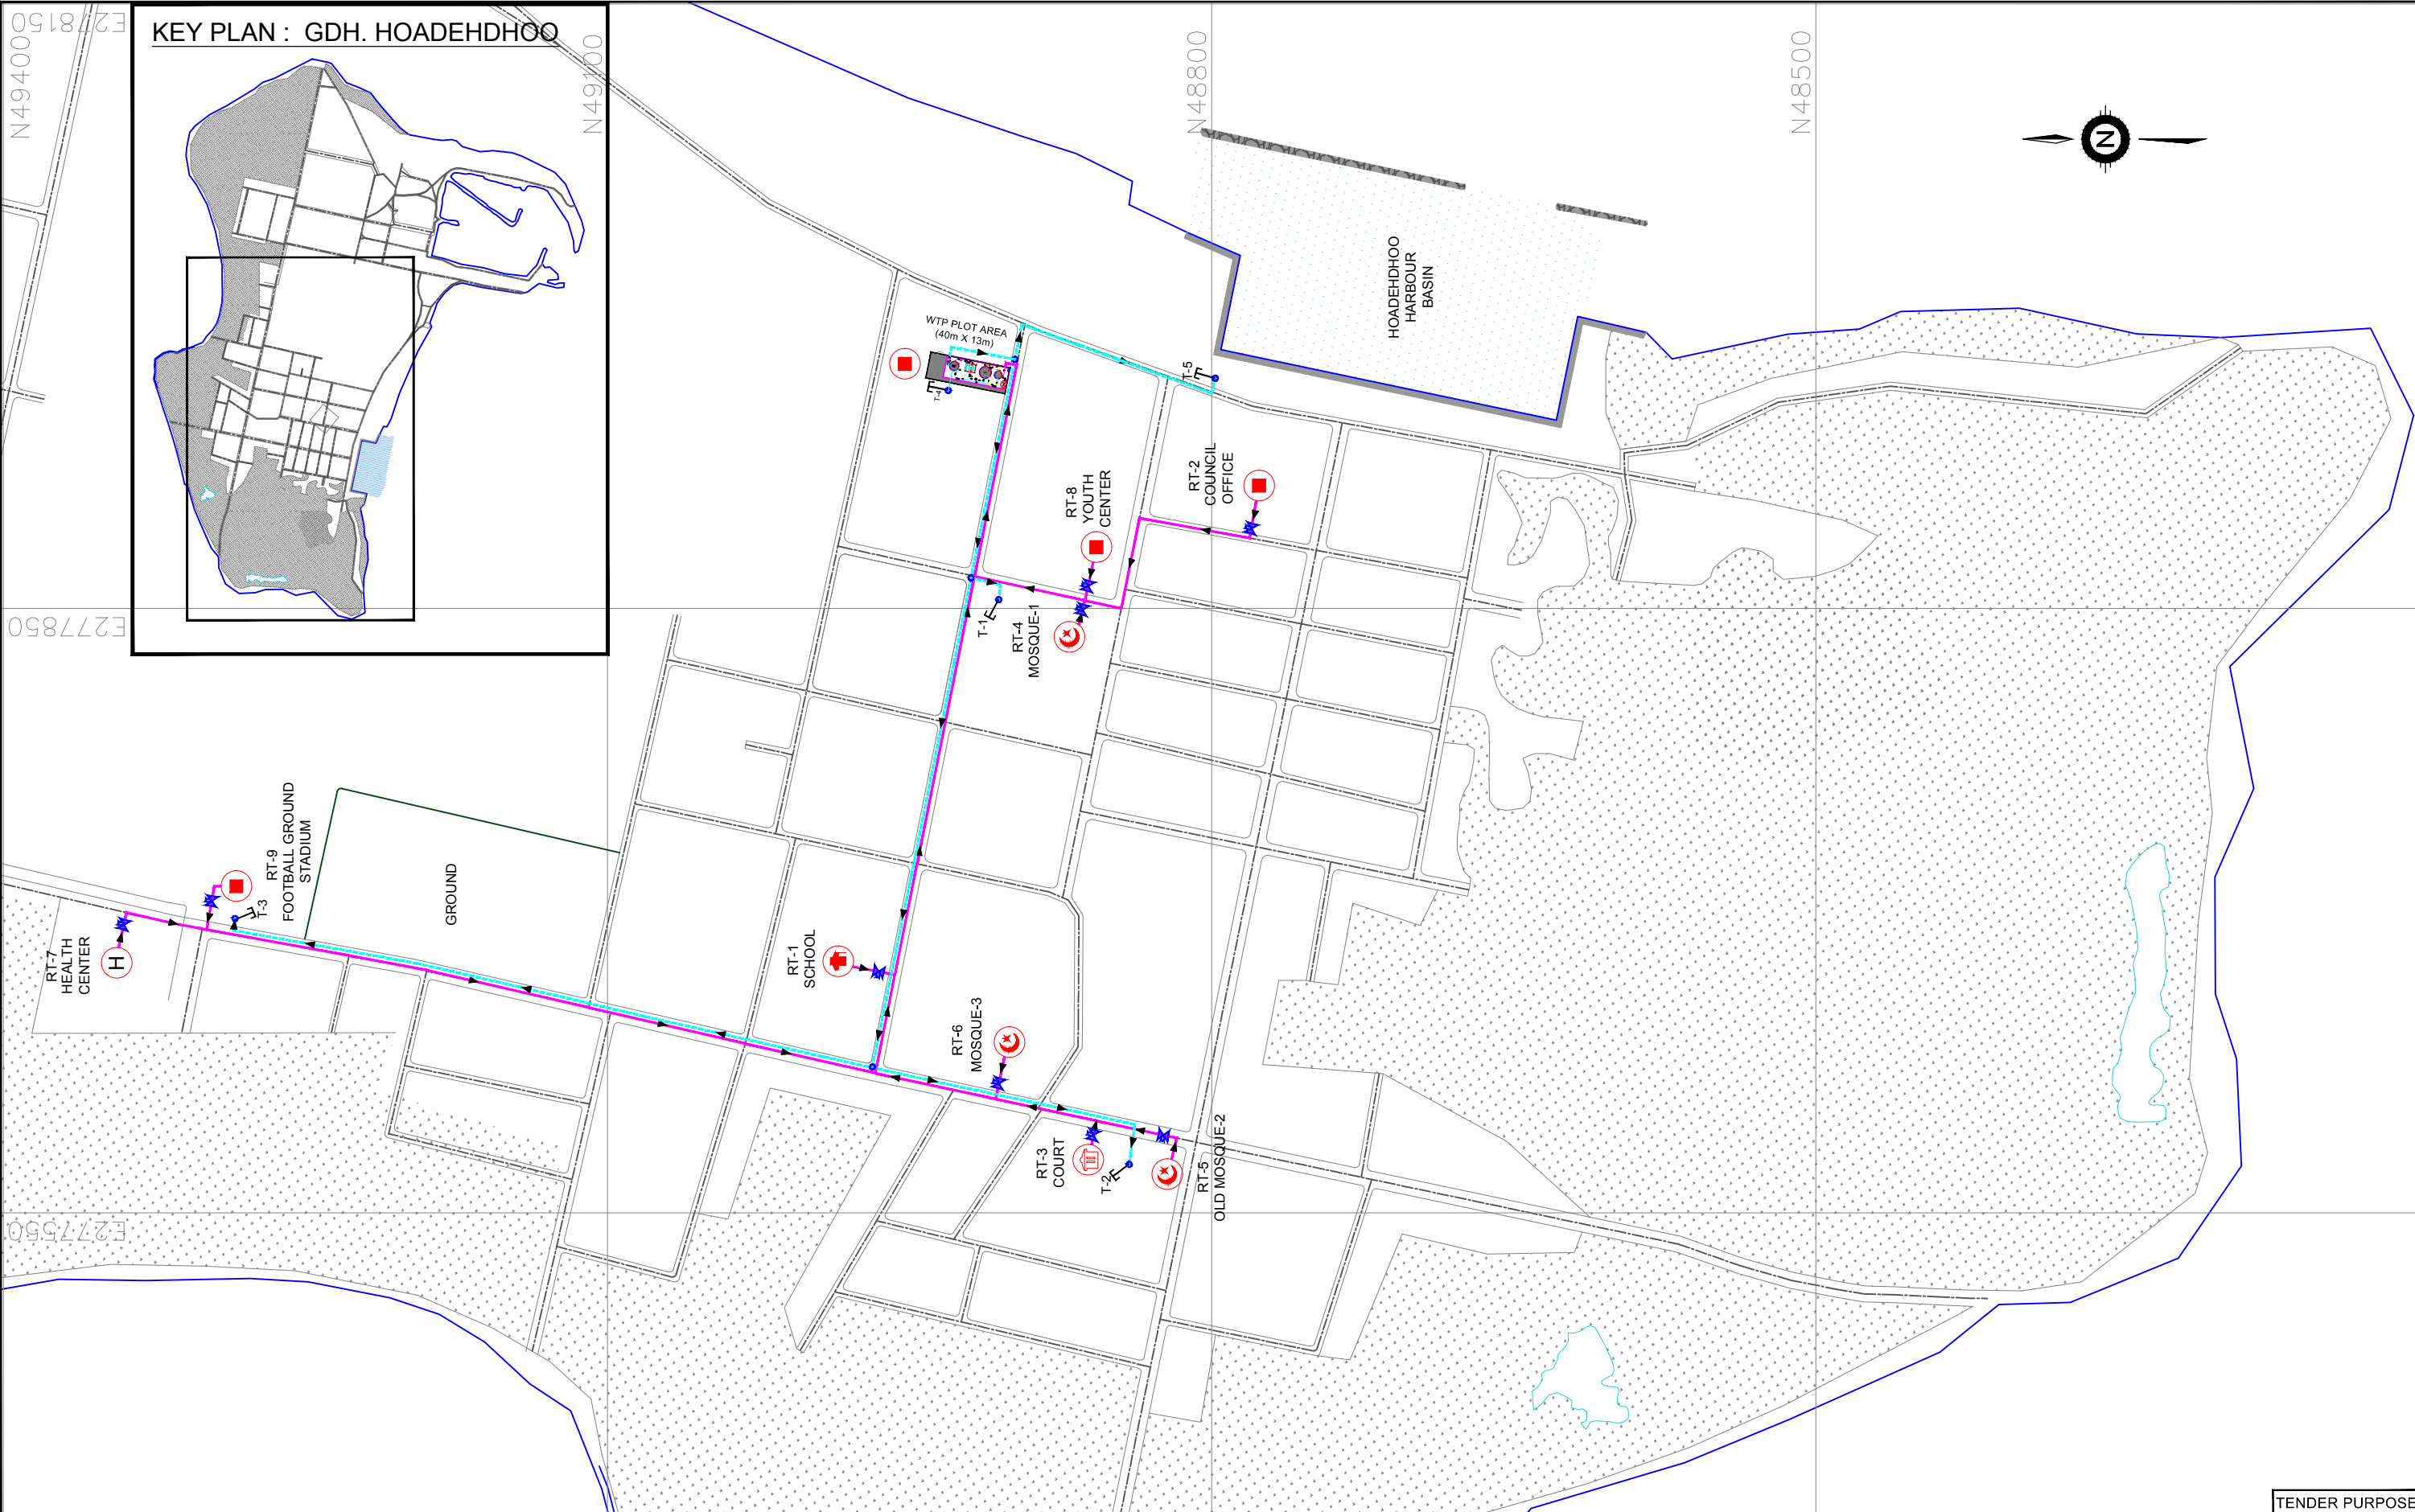 KEY PLAN : GDH. HOADEHDHOO
E278150
N49400
N49100
N48800
N48500
N
HOADEHDHOO
HARBOUR
BASIN
WTP PLOT AREA
(40m X 13m)
T-4
T-5
RT-2
COUNCIL
OFFICE
RT-8
YOUTH
CENTER
T-1
RT-4
MOSQUE-1
E277850
RT-9
FOOTBALL GROUND
STADIUM
T-3
GROUND
RT-7
HEALTH
CENTER
H
RT-1
SCHOOL
RT-6
MOSQUE-3
RT-3
COURT
T-2
RT-5
OLD MOSQUE-2
E277550
TENDER PURPOSE